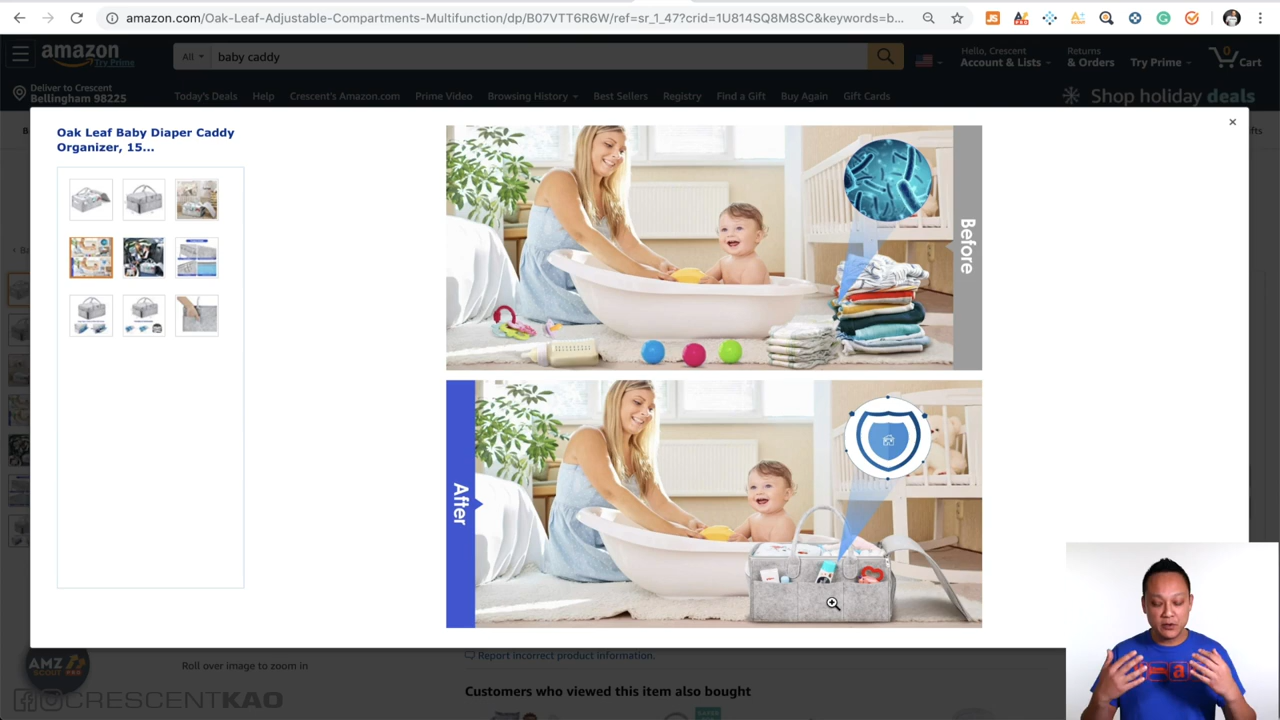 amazon.com/Oak-Leaf-Adjustable-Compartments-Multifunction/dp/B07VTT6R6W/ref=sr_1_47?crid=1U814SQ8M8SC&keywords=b...
amazon
Try Prime
All
baby caddy
Hello, Crescent
Account & Lists
Returns
& Orders
Try Prime
0
Cart
Deliver to Crescent
Bellingham 98225
Today's Deals
Help
Crescent's Amazon.com
Prime Video
Browsing History
Best Sellers
Registry
Find a Gift
Buy Again
Gift Cards
Shop holiday deals
Oak Leaf Baby Diaper Caddy
Organizer, 15...
Before
After
Roll over image to zoom in
Report incorrect product information.
Customers who viewed this item also bought
AMZ
SCOUT PRO
CRESCENTKAO